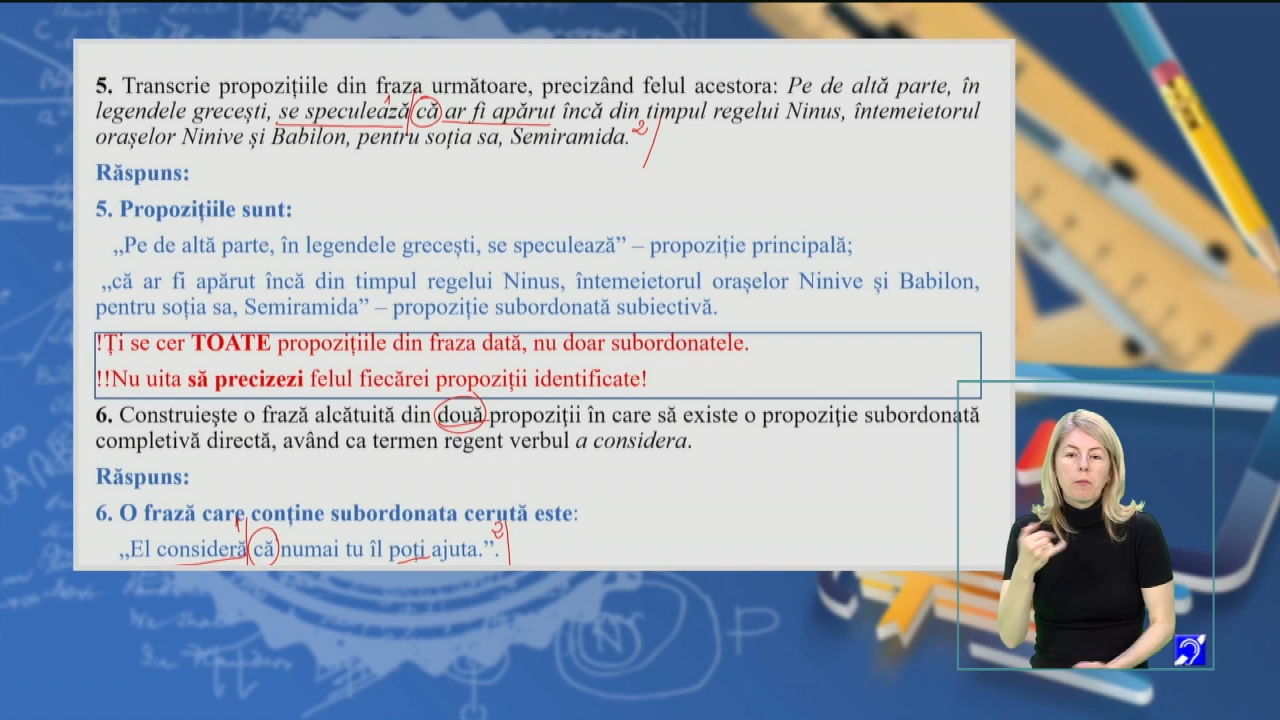 5. Transcrie propozițiile din fraza următoare, precizând felul acestora: Pe de altă parte, în
legendele grecești, se speculează că ar fi apărut încă din timpul regelui Ninus, întemeietorul
orașelor Ninive și Babilon, pentru soția sa, Semiramida.
1
2
Răspuns:
5. Propozițiile sunt:
„Pe de altă parte, în legendele grecești, se speculează” – propoziție principală;
„că ar fi apărut încă din timpul regelui Ninus, întemeietorul orașelor Ninive și Babilon,
pentru soția sa, Semiramida” – propoziție subordonată subiectivă.
!Ți se cer TOATE propozițiile din fraza dată, nu doar subordonatele.
!!Nu uita să precizezi felul fiecărei propoziții identificate!
6. Construiește o frază alcătuită din două propoziții în care să existe o propoziție subordonată
completivă directă, având ca termen regent verbul a considera.
Răspuns:
6. O frază care conține subordonata cerută este:
1
2
„El consideră că numai tu îl poți ajuta.”.
P
N